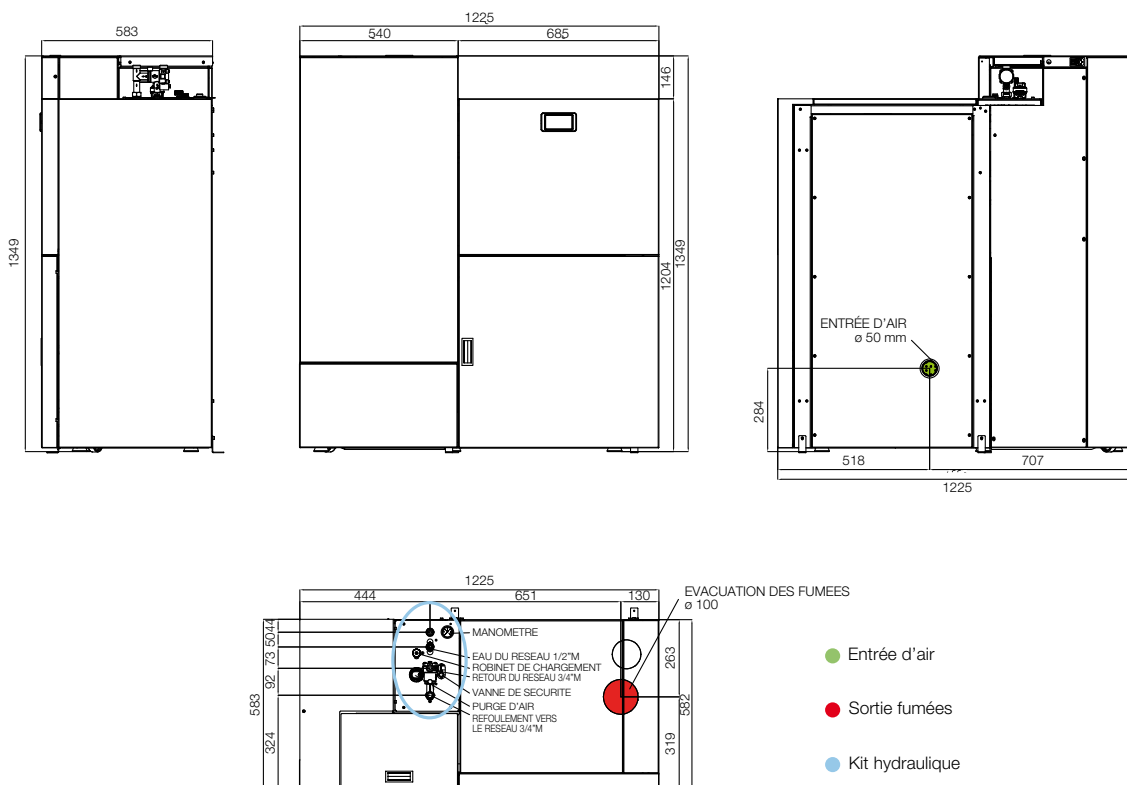 583
1349
1225
540
685
146
1204
1349
ENTRÉE D'AIR
ø 50 mm
284
518
707
1225
1225
444
651
130
EVACUATION DES FUMEES
ø 100
44
50
73
92
324
583
MANOMETRE
EAU DU RESEAU 1/2"M
ROBINET DE CHARGEMENT
RETOUR DU RESEAU 3/4"M
VANNE DE SECURITE
PURGE D'AIR
REFOULEMENT VERS
LE RESEAU 3/4"M
263
319
582
Entrée d'air
Sortie fumées
Kit hydraulique